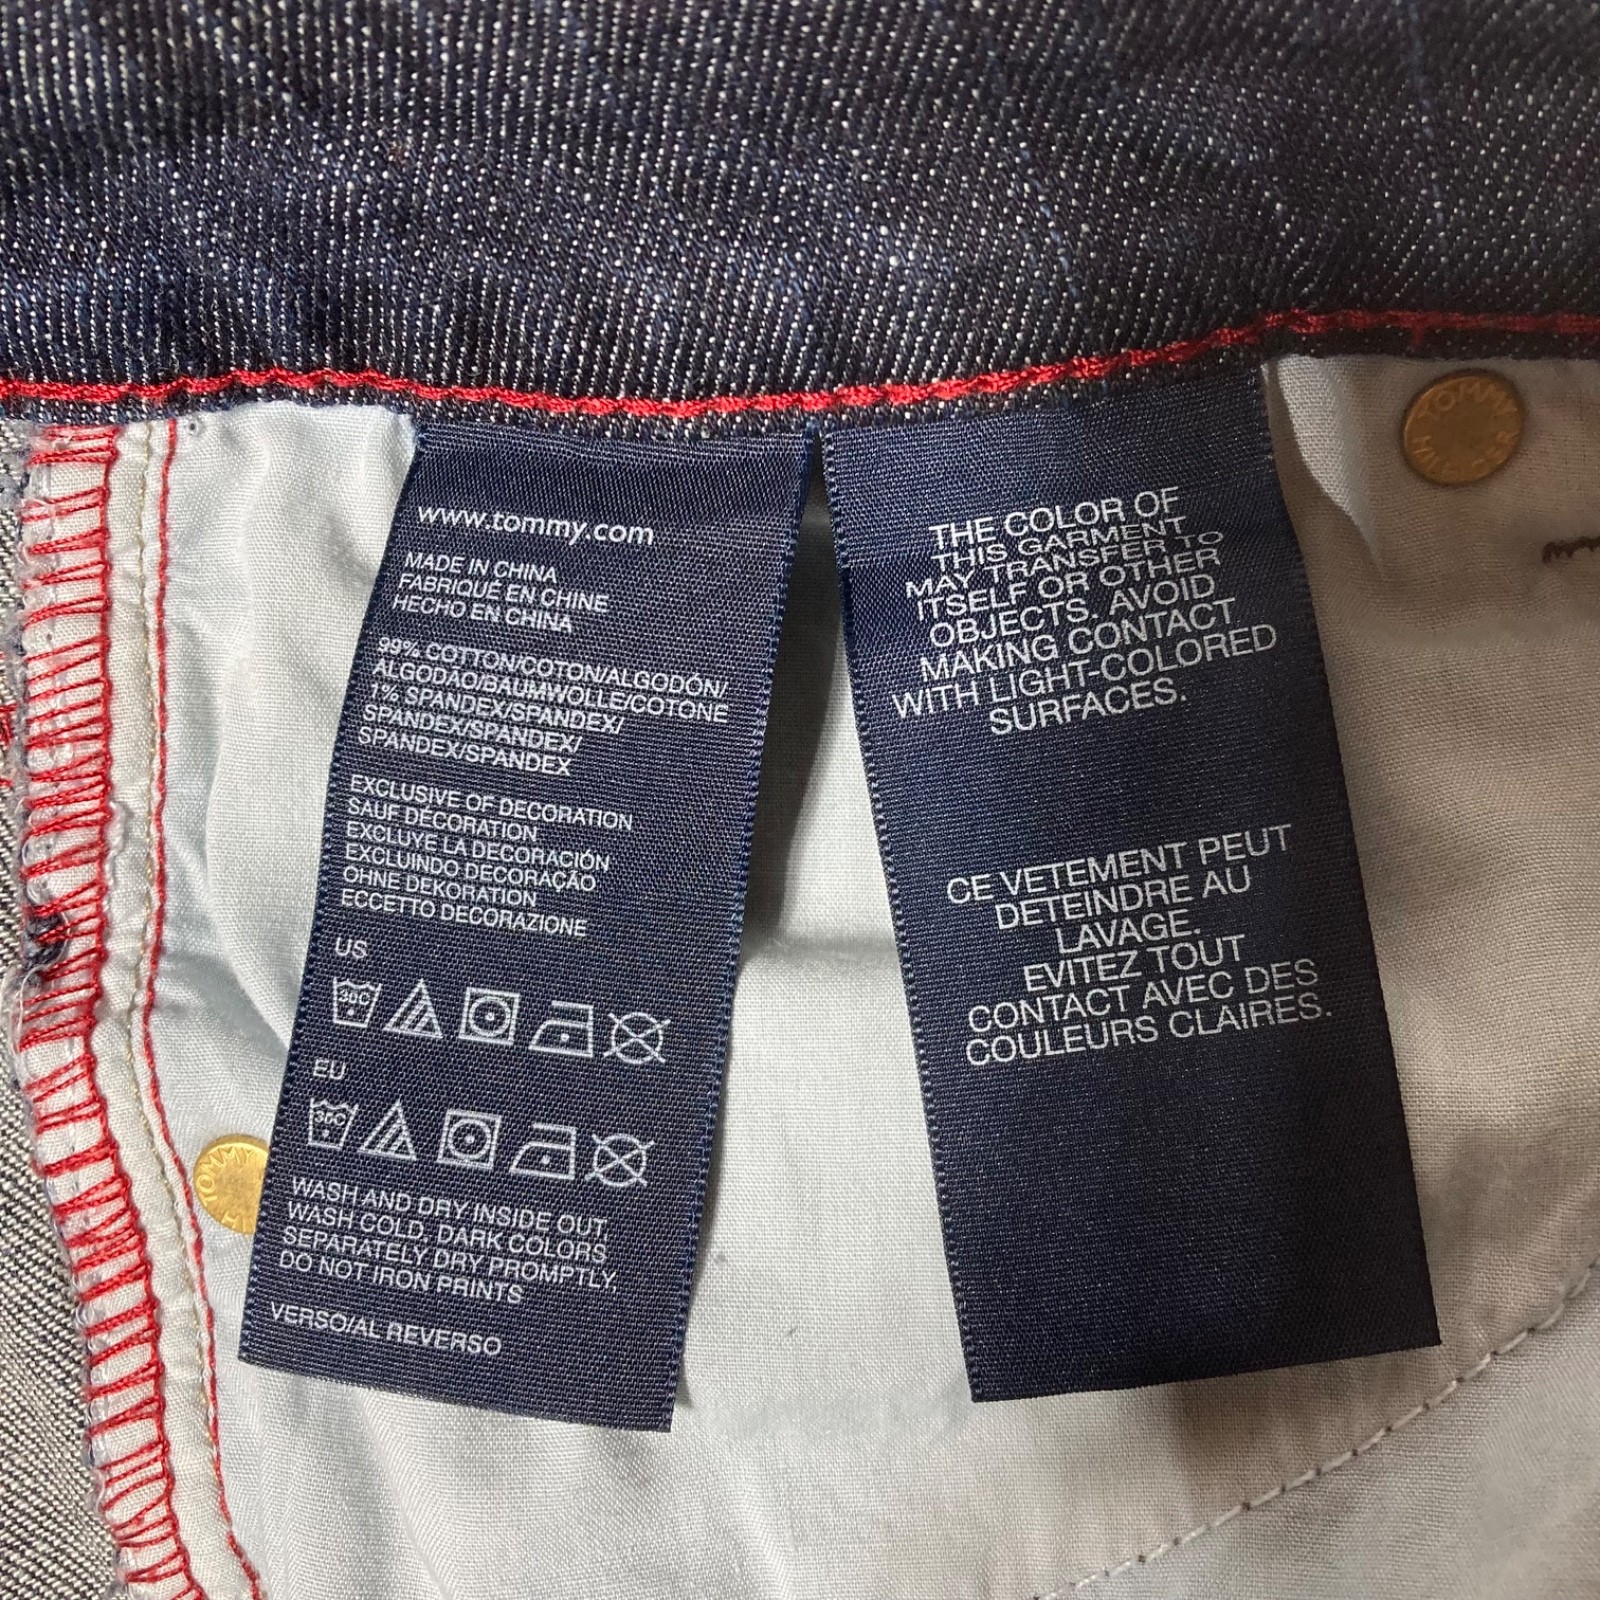 www.tommy.com
MADE IN CHINA
FABRIQUÉ EN CHINE
HECHO EN CHINA
99% COTTON/COTON/ALGODÓN/
ALGODÃO/BAUMWOLLE/COTONE
1% SPANDEX/SPANDEX/
SPANDEX/SPANDEX/
SPANDEX/SPANDEX
EXCLUSIVE OF DECORATION
SAUF DÉCORATION
EXCLUYE LA DECORACIÓN
EXCLUINDO DECORAÇÃO
OHNE DEKORATION
ECCETTO DECORAZIONE
US
30C
EU
30C
WASH AND DRY INSIDE OUT,
WASH COLD, DARK COLORS
SEPARATELY DRY PROMPTLY,
DO NOT IRON PRINTS
VERSO/AL REVERSO
THE COLOR OF
THIS GARMENT
MAY TRANSFER TO
ITSELF OR OTHER
OBJECTS. AVOID
MAKING CONTACT
WITH LIGHT-COLORED
SURFACES.
CE VETEMENT PEUT
DETEINDRE AU
LAVAGE.
EVITEZ TOUT
CONTACT AVEC DES
COULEURS CLAIRES.
TOMMY
TOMMY